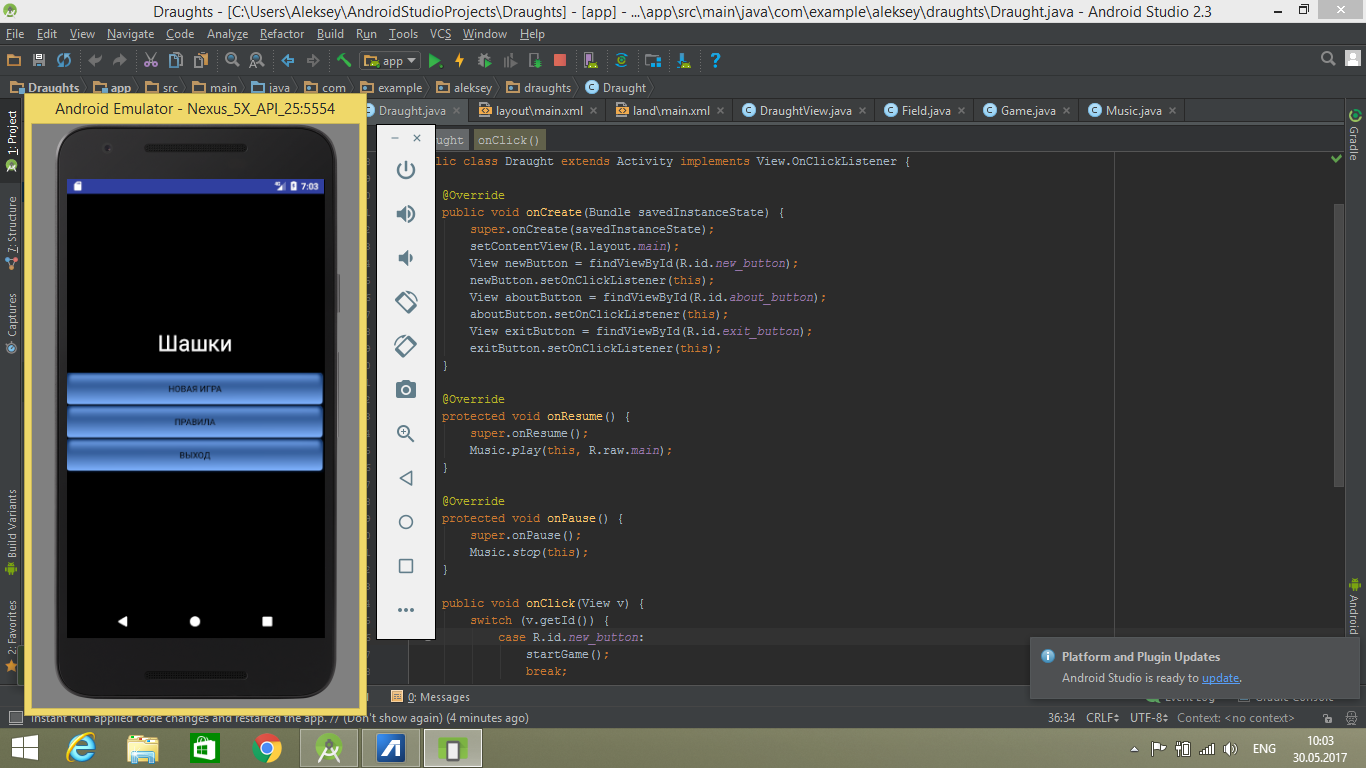 Draughts - [C:\Users\Aleksey\AndroidStudioProjects\Draughts] - [app] - ...\app\src\main\java\com\example\aleksey\draughts\Draught.java - Android Studio 2.3
File Edit View Navigate Code Analyze Refactor Build Run Tools VCS Window Help
app
Draughts app src main java com example aleksey draughts Draught
Android Emulator - Nexus_5X_API_25:5554
Draught.java layout\main.xml land\main.xml DraughtView.java Field.java Game.java Music.java
1: Project
7: Structure
Captures
Build Variants
2: Favorites
7:03
Шашки
НОВАЯ ИГРА
ПРАВИЛА
ВЫХОД
ught onClick()
lic class Draught extends Activity implements View.OnClickListener {
@Override
public void onCreate(Bundle savedInstanceState) {
super.onCreate(savedInstanceState);
setContentView(R.layout.main);
View newButton = findViewById(R.id.new_button);
newButton.setOnClickListener(this);
View aboutButton = findViewById(R.id.about_button);
aboutButton.setOnClickListener(this);
View exitButton = findViewById(R.id.exit_button);
exitButton.setOnClickListener(this);
}
@Override
protected void onResume() {
super.onResume();
Music.play(this, R.raw.main);
}
@Override
protected void onPause() {
super.onPause();
Music.stop(this);
}
public void onClick(View v) {
switch (v.getId()) {
case R.id.new_button:
startGame();
break;
Gradle
Android
Platform and Plugin Updates
Android Studio is ready to update.
0: Messages
Event Log Gradle Console
Instant Run applied code changes and restarted the app. // (Don't show again) (4 minutes ago)
36:34 CRLF UTF-8 Context: <no context>
ENG
10:03
30.05.2017